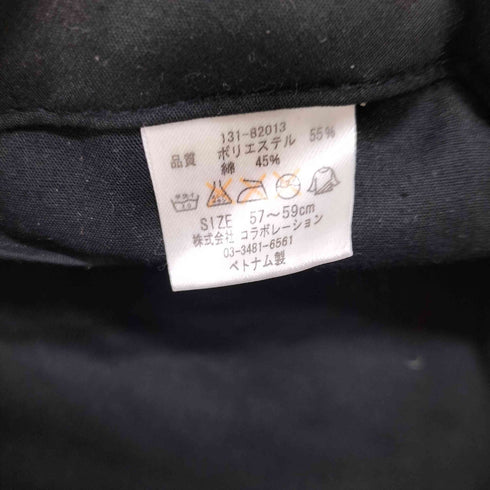 131-82013
品質 ポリエステル 55%
綿 45%
SIZE 57～59cm
株式会社 コラボレーション
03-3481-6561
ベトナム製